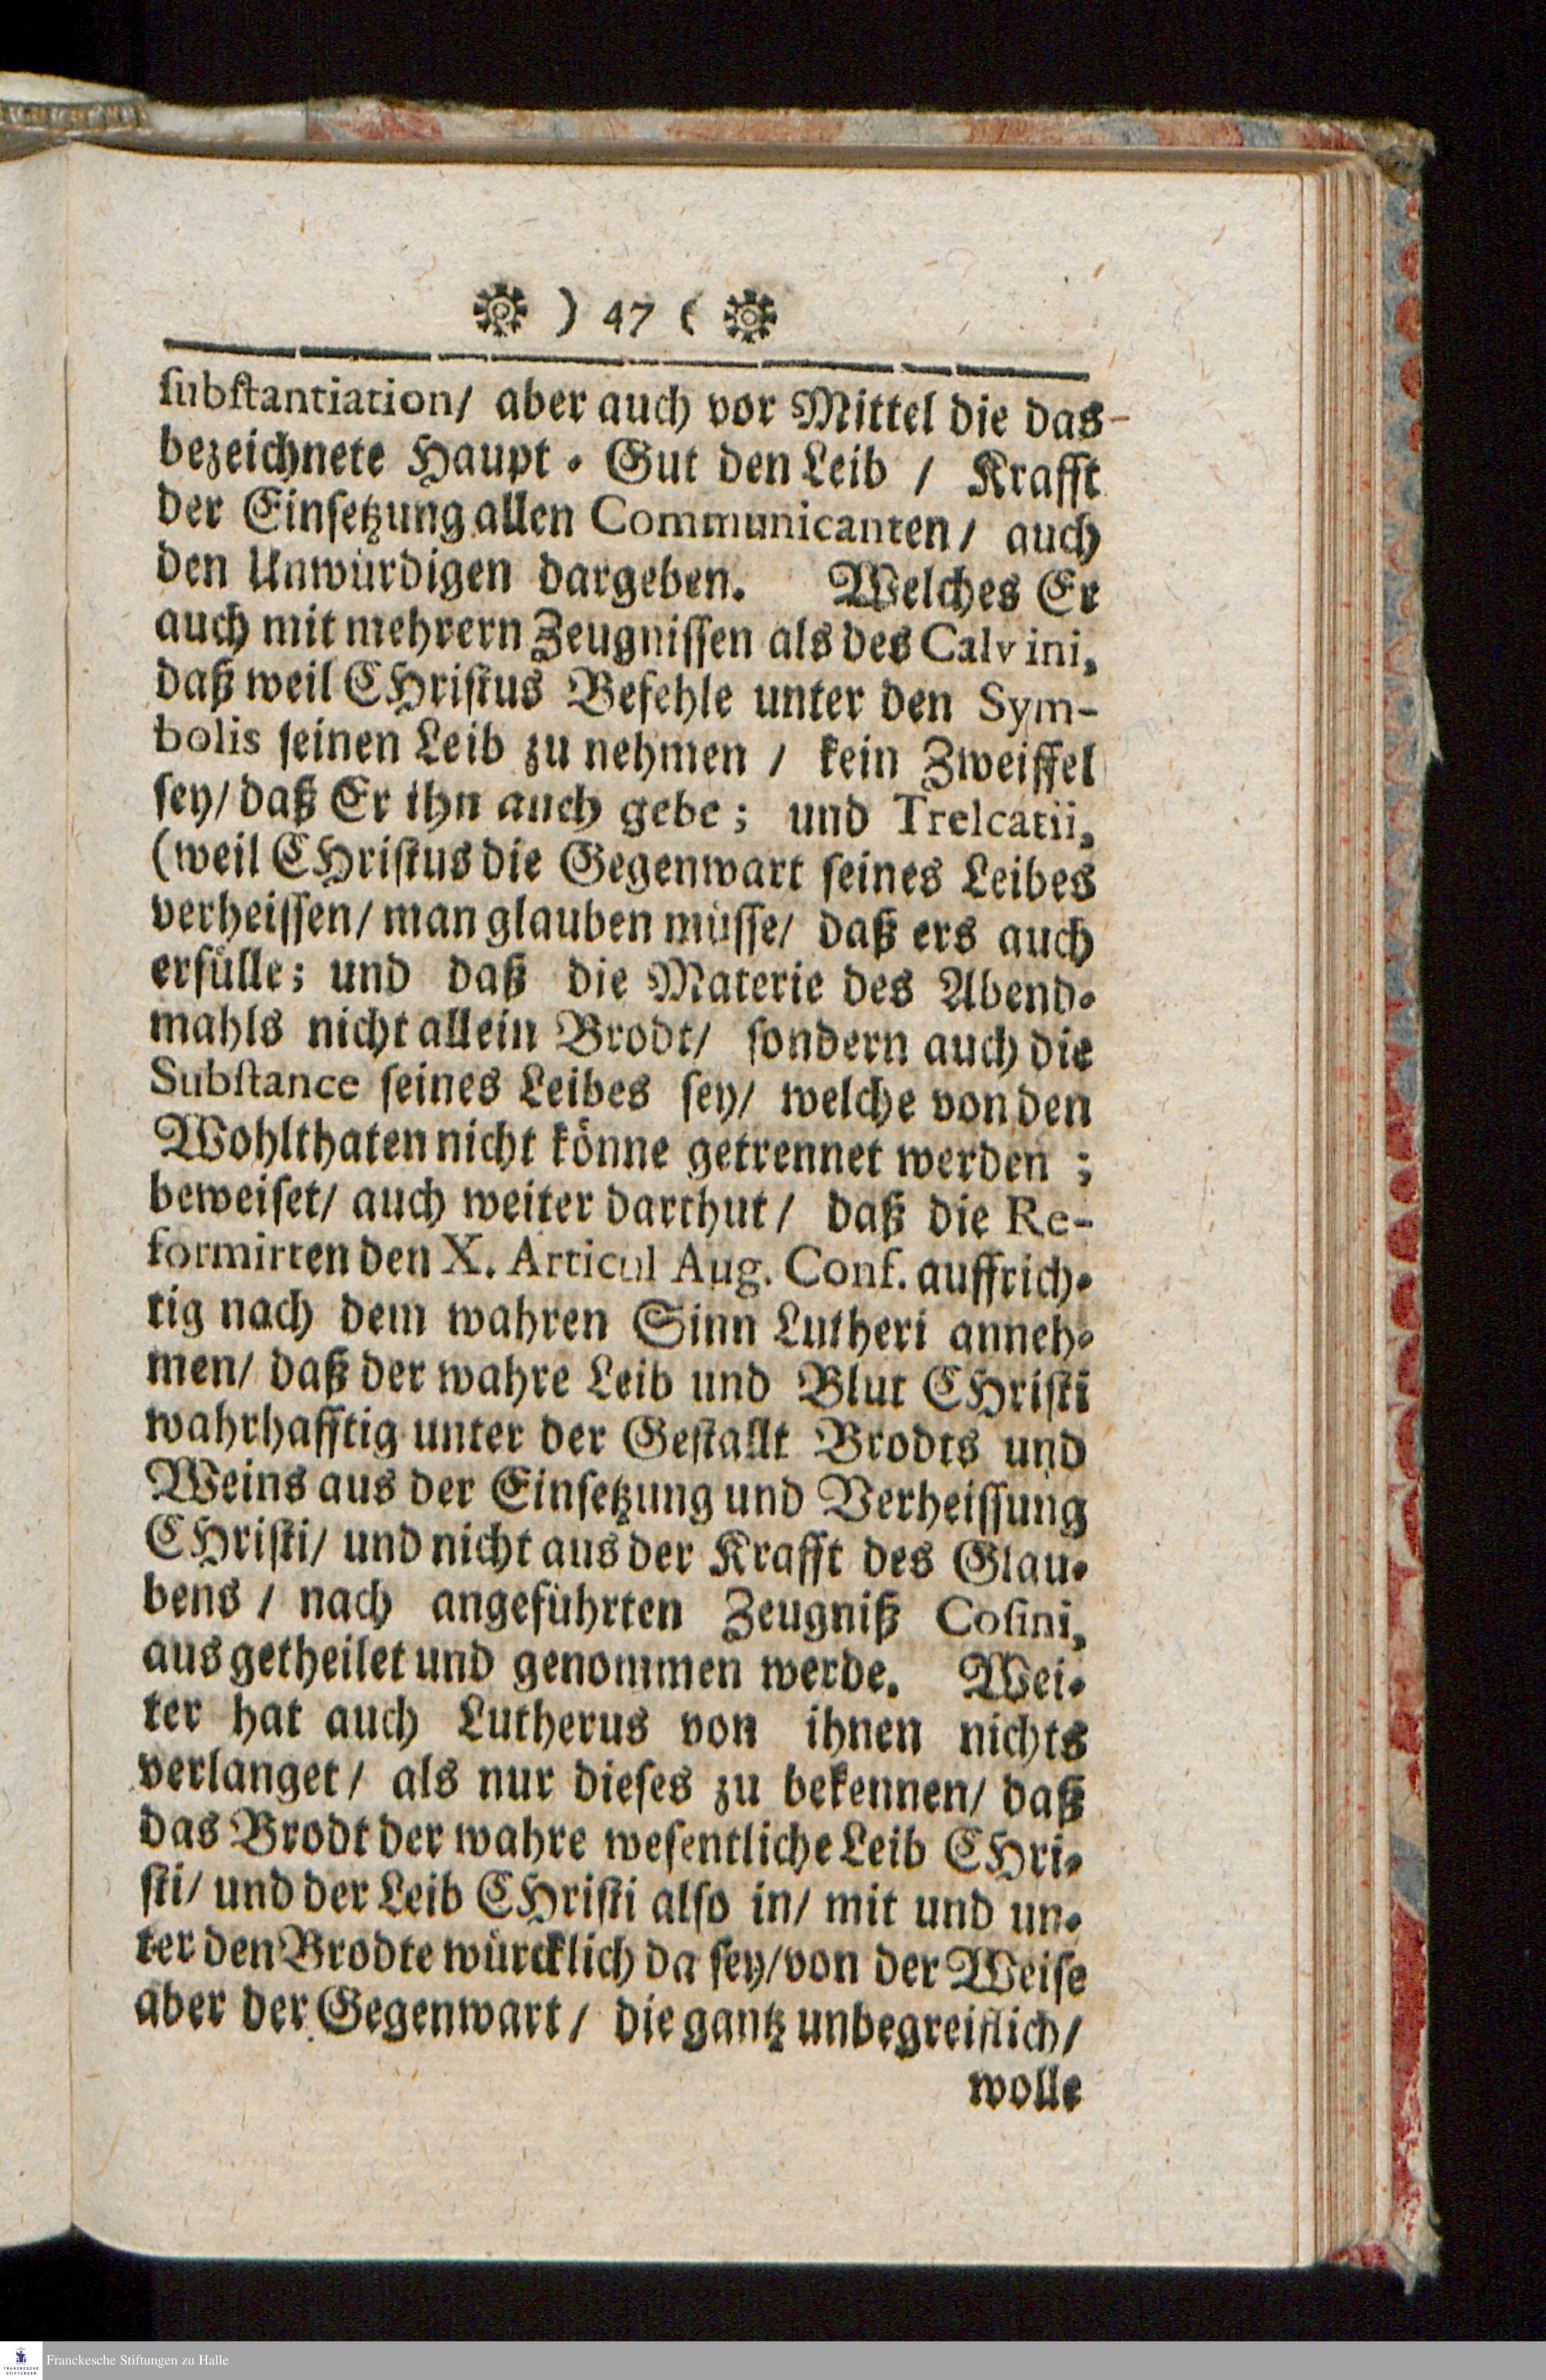 ) 47 (
substantiation/ aber auch vor Mittel die das-
bezeichnete Haupt-Gut den Leib / Krafft
der Einsetzung allen Communicanten/ auch
den Unwürdigen dargeben. Welches Er
auch mit mehrern Zeugnissen als des Calvini,
daß weil CHristus Befehle unter den Sym-
bolis seinen Leib zu nehmen / kein Zweiffel
sey/ daß Er ihn auch gebe; und Trelcatii,
(weil CHristus die Gegenwart seines Leibes
verheissen/ man glauben müsse/ daß ers auch
erfülle; und daß die Materie des Abend-
mahls nicht allein Brodt/ sondern auch die
Substance seines Leibes sey/ welche von den
Wohlthaten nicht könne getrennet werden ;
beweiset/ auch weiter darthut/ daß die Re-
formirten den X. Articul Aug. Conf. auffrich-
tig nach dem wahren Sinn Lutheri anneh-
men/ daß der wahre Leib und Blut CHristi
wahrhafftig unter der Gestallt Brodts und
Weins aus der Einsetzung und Verheissung
CHristi/ und nicht aus der Krafft des Glau-
bens / nach angeführten Zeugniß Cosini,
ausgetheilet und genommen werde. Wei-
ter hat auch Lutherus von ihnen nichts
verlanget/ als nur dieses zu bekennen/ daß
das Brodt der wahre wesentliche Leib CHri-
sti/ und der Leib CHristi also in/ mit und un-
ter den Brodte würcklich da sey/ von der Weise
aber der Gegenwart/ die gantz unbegreiflich/
wolle
Franckesche Stiftungen zu Halle